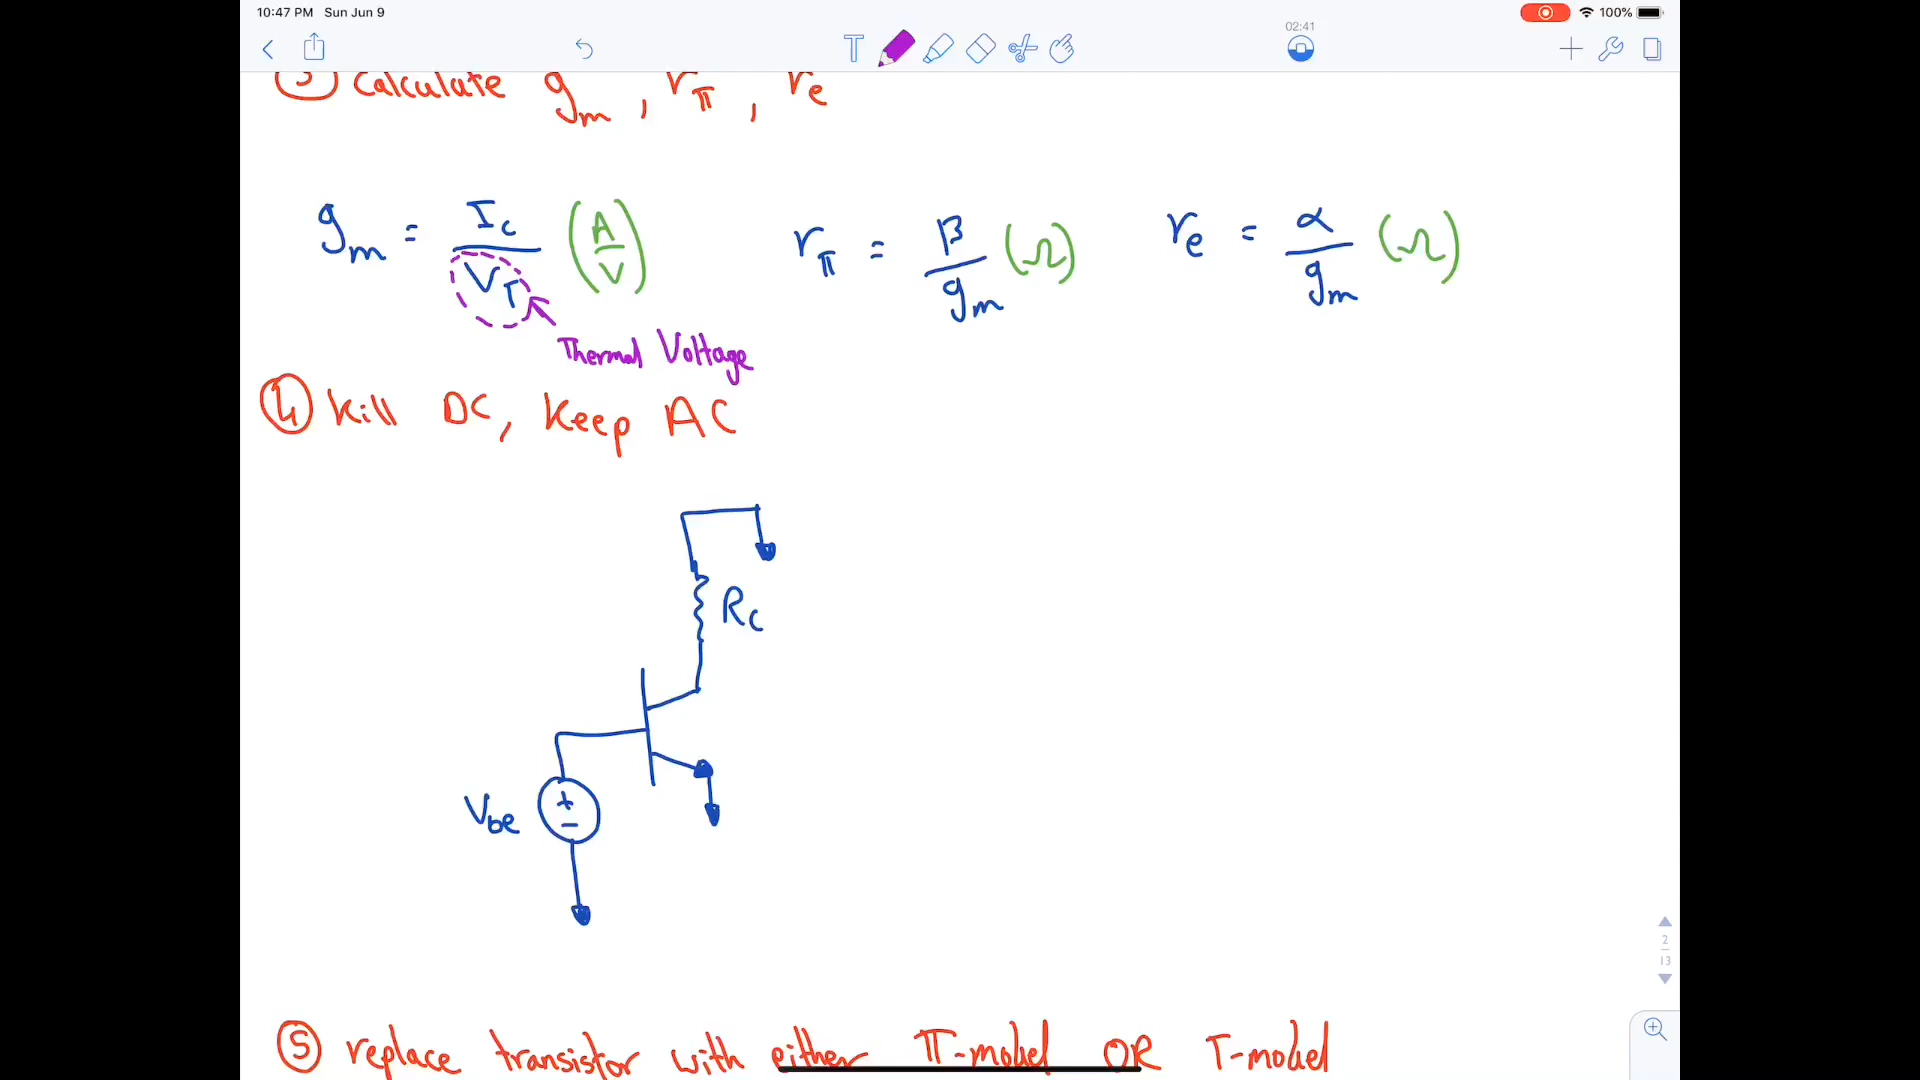 10:47 PM Sun Jun 9
100%
02:41
T
③ Calculate gm, rπ, re
gm = Ic / VT (A/V)
rπ = β / gm (Ω)
re = α / gm (Ω)
Thermal Voltage
④ Kill DC, Keep AC
Rc
Vbe
+
−
2
13
⑤ replace transistor with either π-model OR T-model